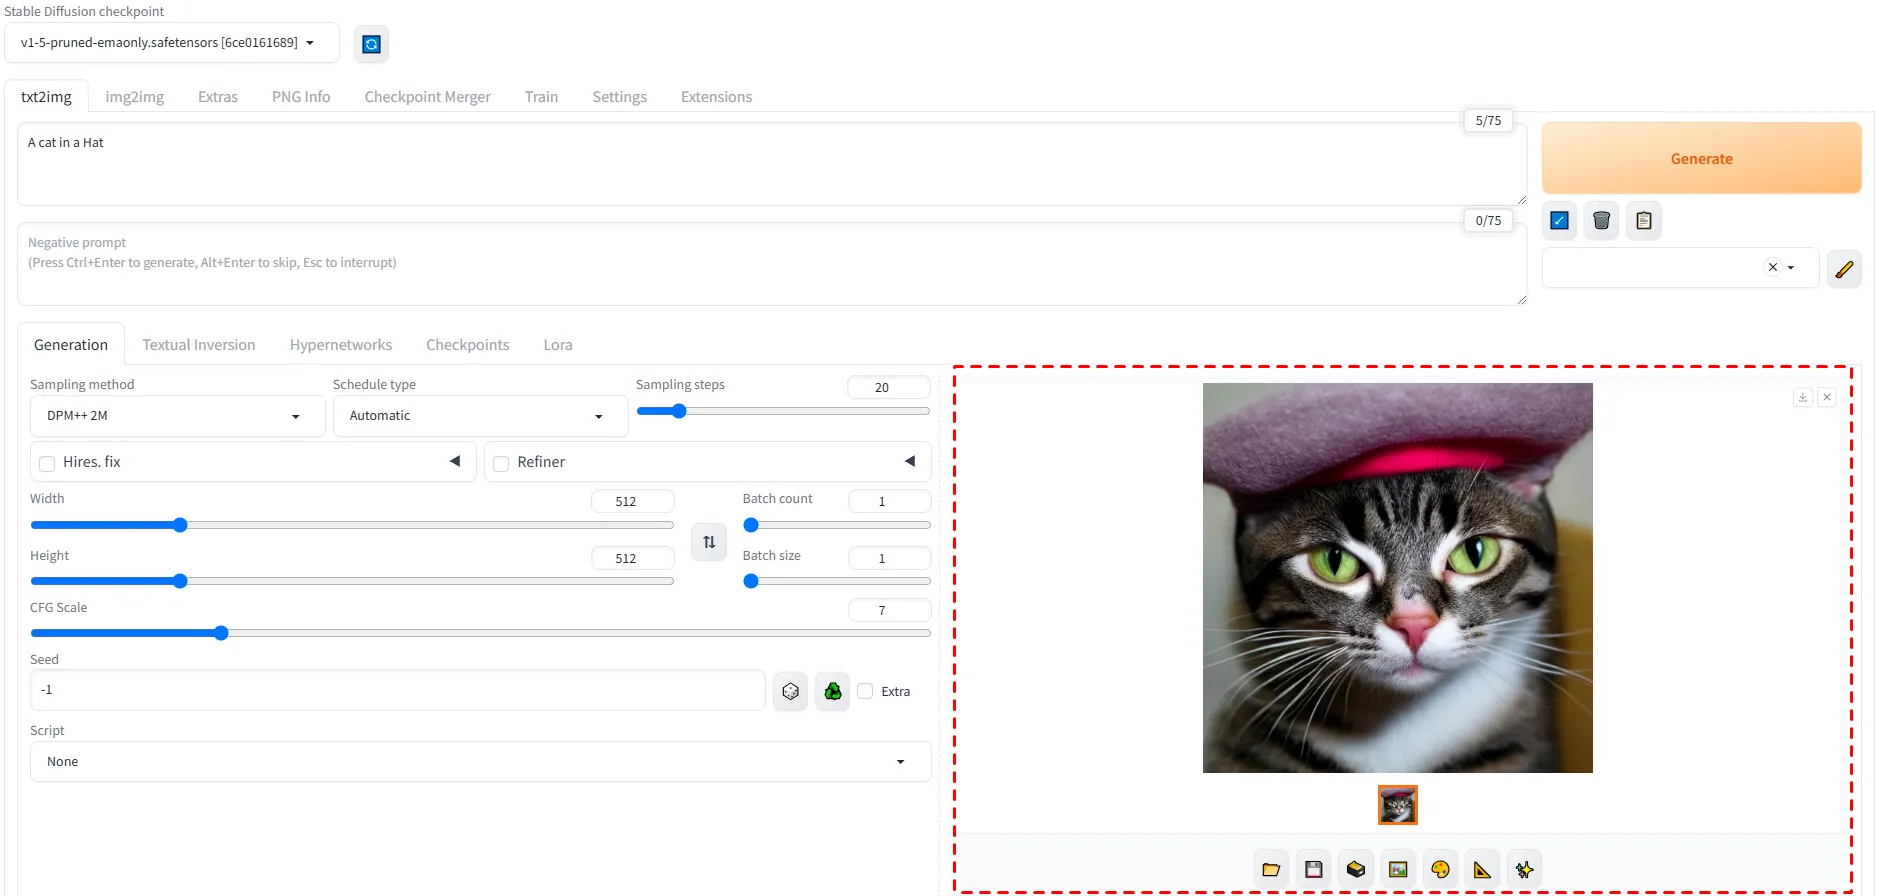 Stable Diffusion checkpoint
v1-5-pruned-emaonly.safetensors [6ce0161689]
txt2img img2img Extras PNG Info Checkpoint Merger Train Settings Extensions
5/75
A cat in a Hat
Generate
0/75
Negative prompt
(Press Ctrl+Enter to generate, Alt+Enter to skip, Esc to interrupt)
Generation Textual Inversion Hypernetworks Checkpoints Lora
Sampling method Schedule type Sampling steps 20
DPM++ 2M Automatic
Hires. fix Refiner
Width 512 Batch count 1
Height 512 Batch size 1
CFG Scale 7
Seed
-1 Extra
Script
None